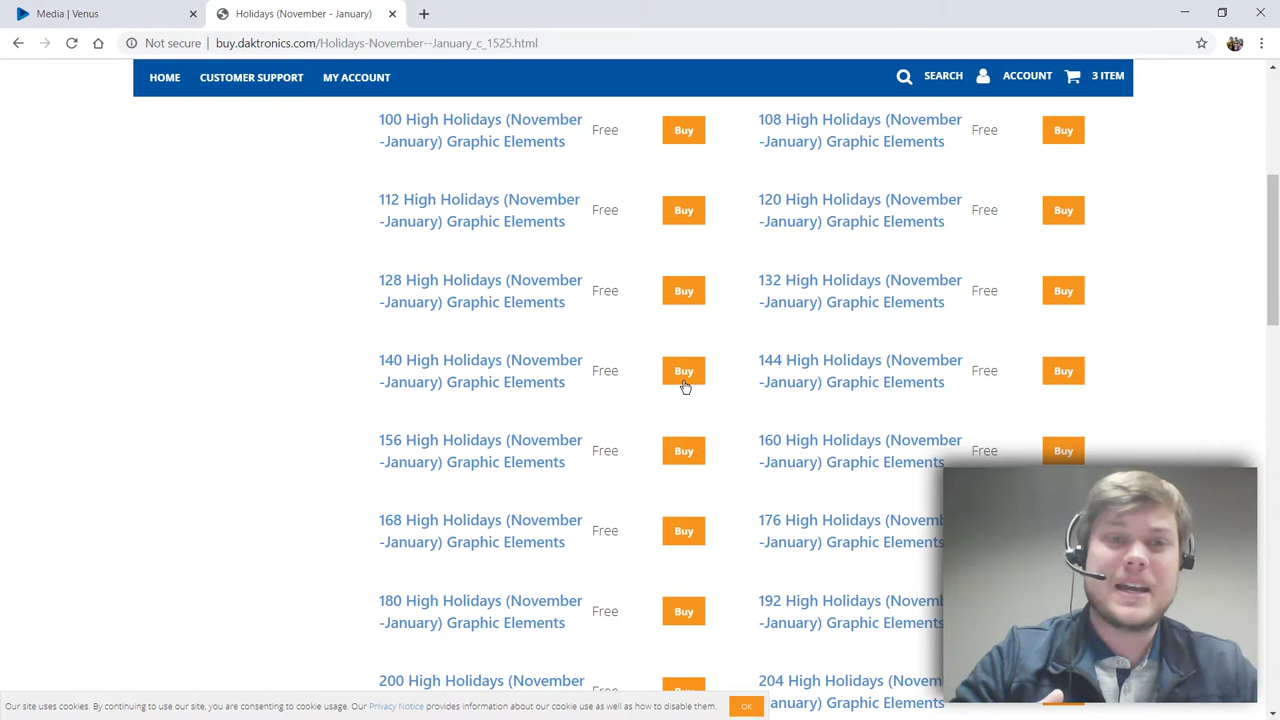 Media | Venus
Holidays (November - January)
Not secure
buy.daktronics.com/Holidays-November--January_c_1525.html
HOME
CUSTOMER SUPPORT
MY ACCOUNT
SEARCH
ACCOUNT
3 ITEM
100 High Holidays (November
-January) Graphic Elements
Free
Buy
108 High Holidays (November
-January) Graphic Elements
Free
Buy
112 High Holidays (November
-January) Graphic Elements
Free
Buy
120 High Holidays (November
-January) Graphic Elements
Free
Buy
128 High Holidays (November
-January) Graphic Elements
Free
Buy
132 High Holidays (November
-January) Graphic Elements
Free
Buy
140 High Holidays (November
-January) Graphic Elements
Free
Buy
144 High Holidays (November
-January) Graphic Elements
Free
Buy
156 High Holidays (November
-January) Graphic Elements
Free
Buy
160 High Holidays (November
-January) Graphic Elements
Free
Buy
168 High Holidays (November
-January) Graphic Elements
Free
Buy
176 High Holidays (Novem
-January) Graphic Elements
180 High Holidays (November
-January) Graphic Elements
Free
Buy
192 High Holidays (Novem
-January) Graphic Elements
200 High Holidays (November
204 High Holidays (Novem
anuary) Graphic Elements
Our site uses cookies. By continuing to use our site, you are consenting to cookie usage. Our Privacy Notice provides information about our cookie use as well as how to disable them.
OK